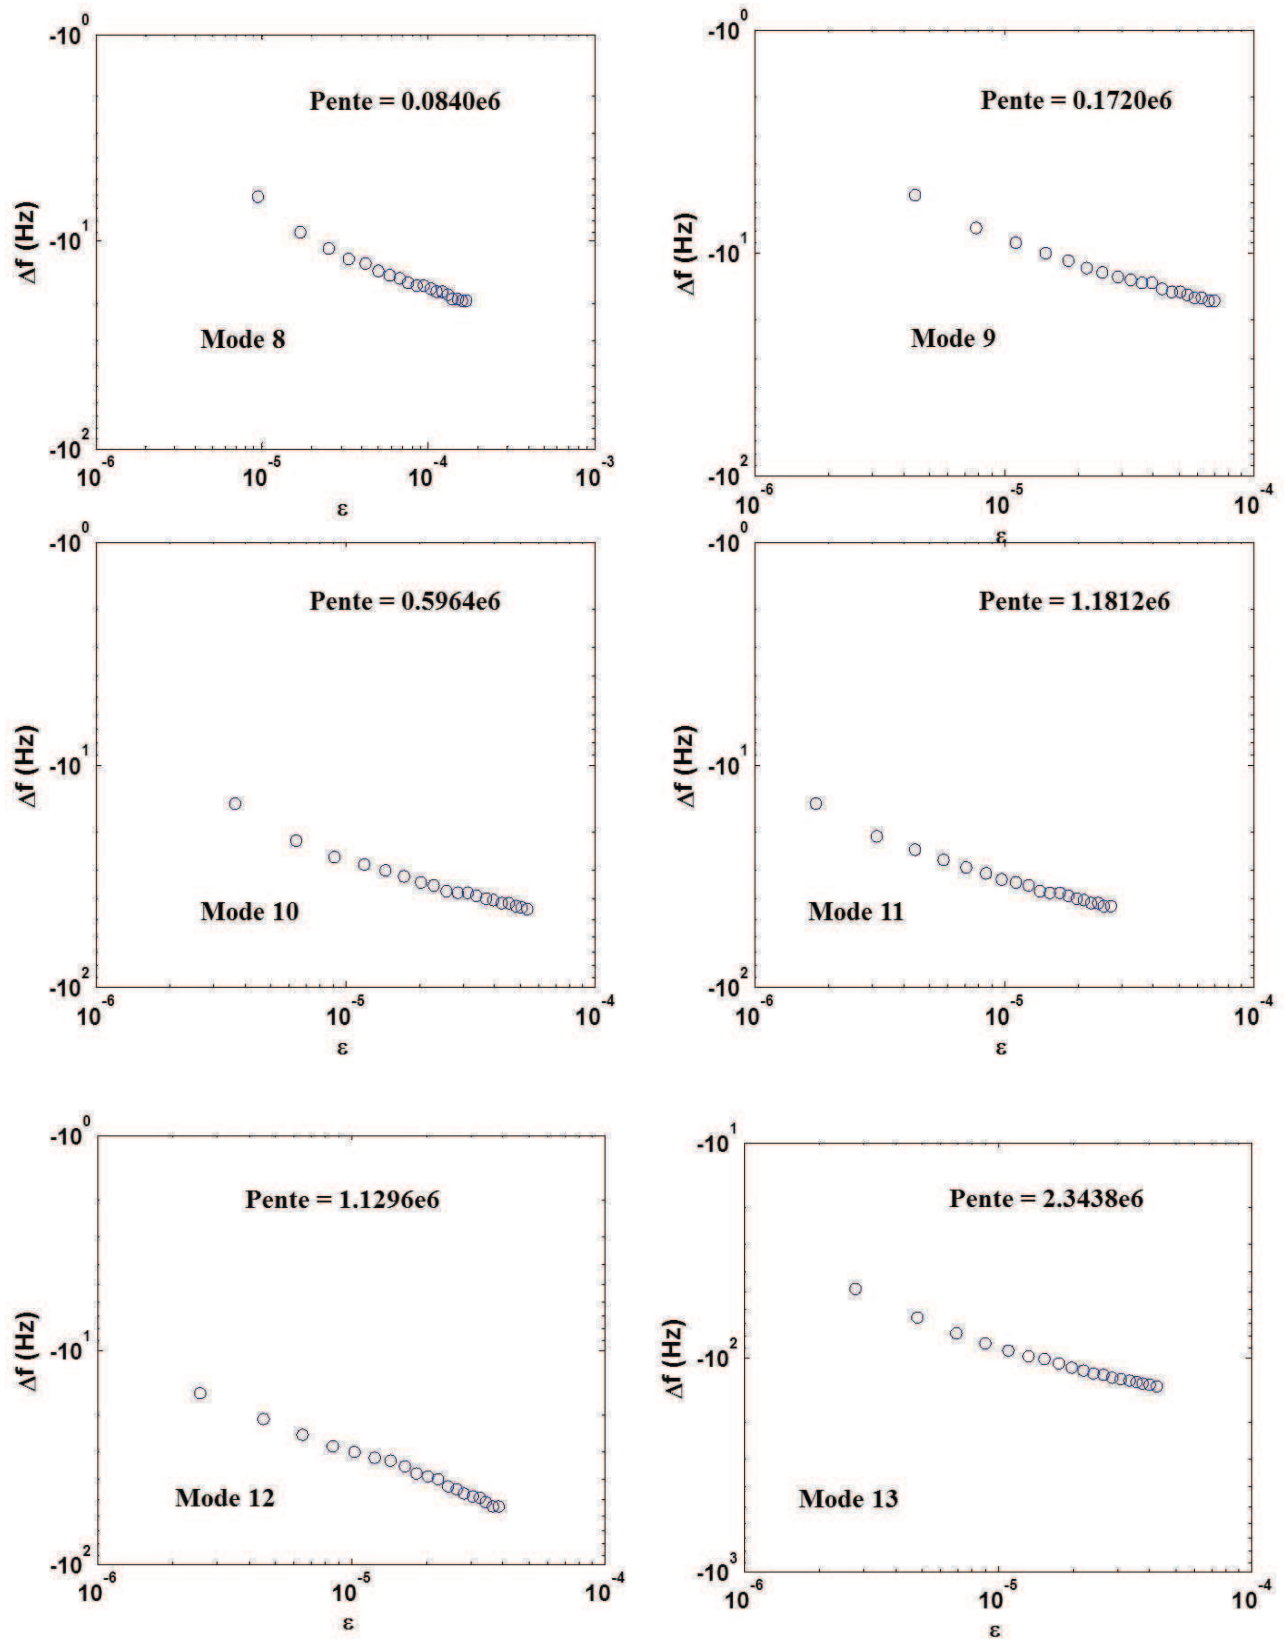 -10^0
Pente = 0.0840e6
Δf (Hz)
-10^1
Mode 8
-10^2
10^-6 10^-5 10^-4 10^-3
ε
-10^0
Pente = 0.1720e6
Δf (Hz)
-10^1
Mode 9
-10^2
10^-6 10^-5 10^-4
ε
-10^0
Pente = 0.5964e6
Δf (Hz)
-10^1
Mode 10
-10^2
10^-6 10^-5 10^-4
ε
-10^0
Pente = 1.1812e6
Δf (Hz)
-10^1
Mode 11
-10^2
10^-6 10^-5 10^-4
ε
-10^0
Pente = 1.1296e6
Δf (Hz)
-10^1
Mode 12
-10^2
10^-6 10^-5 10^-4
ε
-10^1
Pente = 2.3438e6
Δf (Hz)
-10^2
Mode 13
-10^3
10^-6 10^-5 10^-4
ε